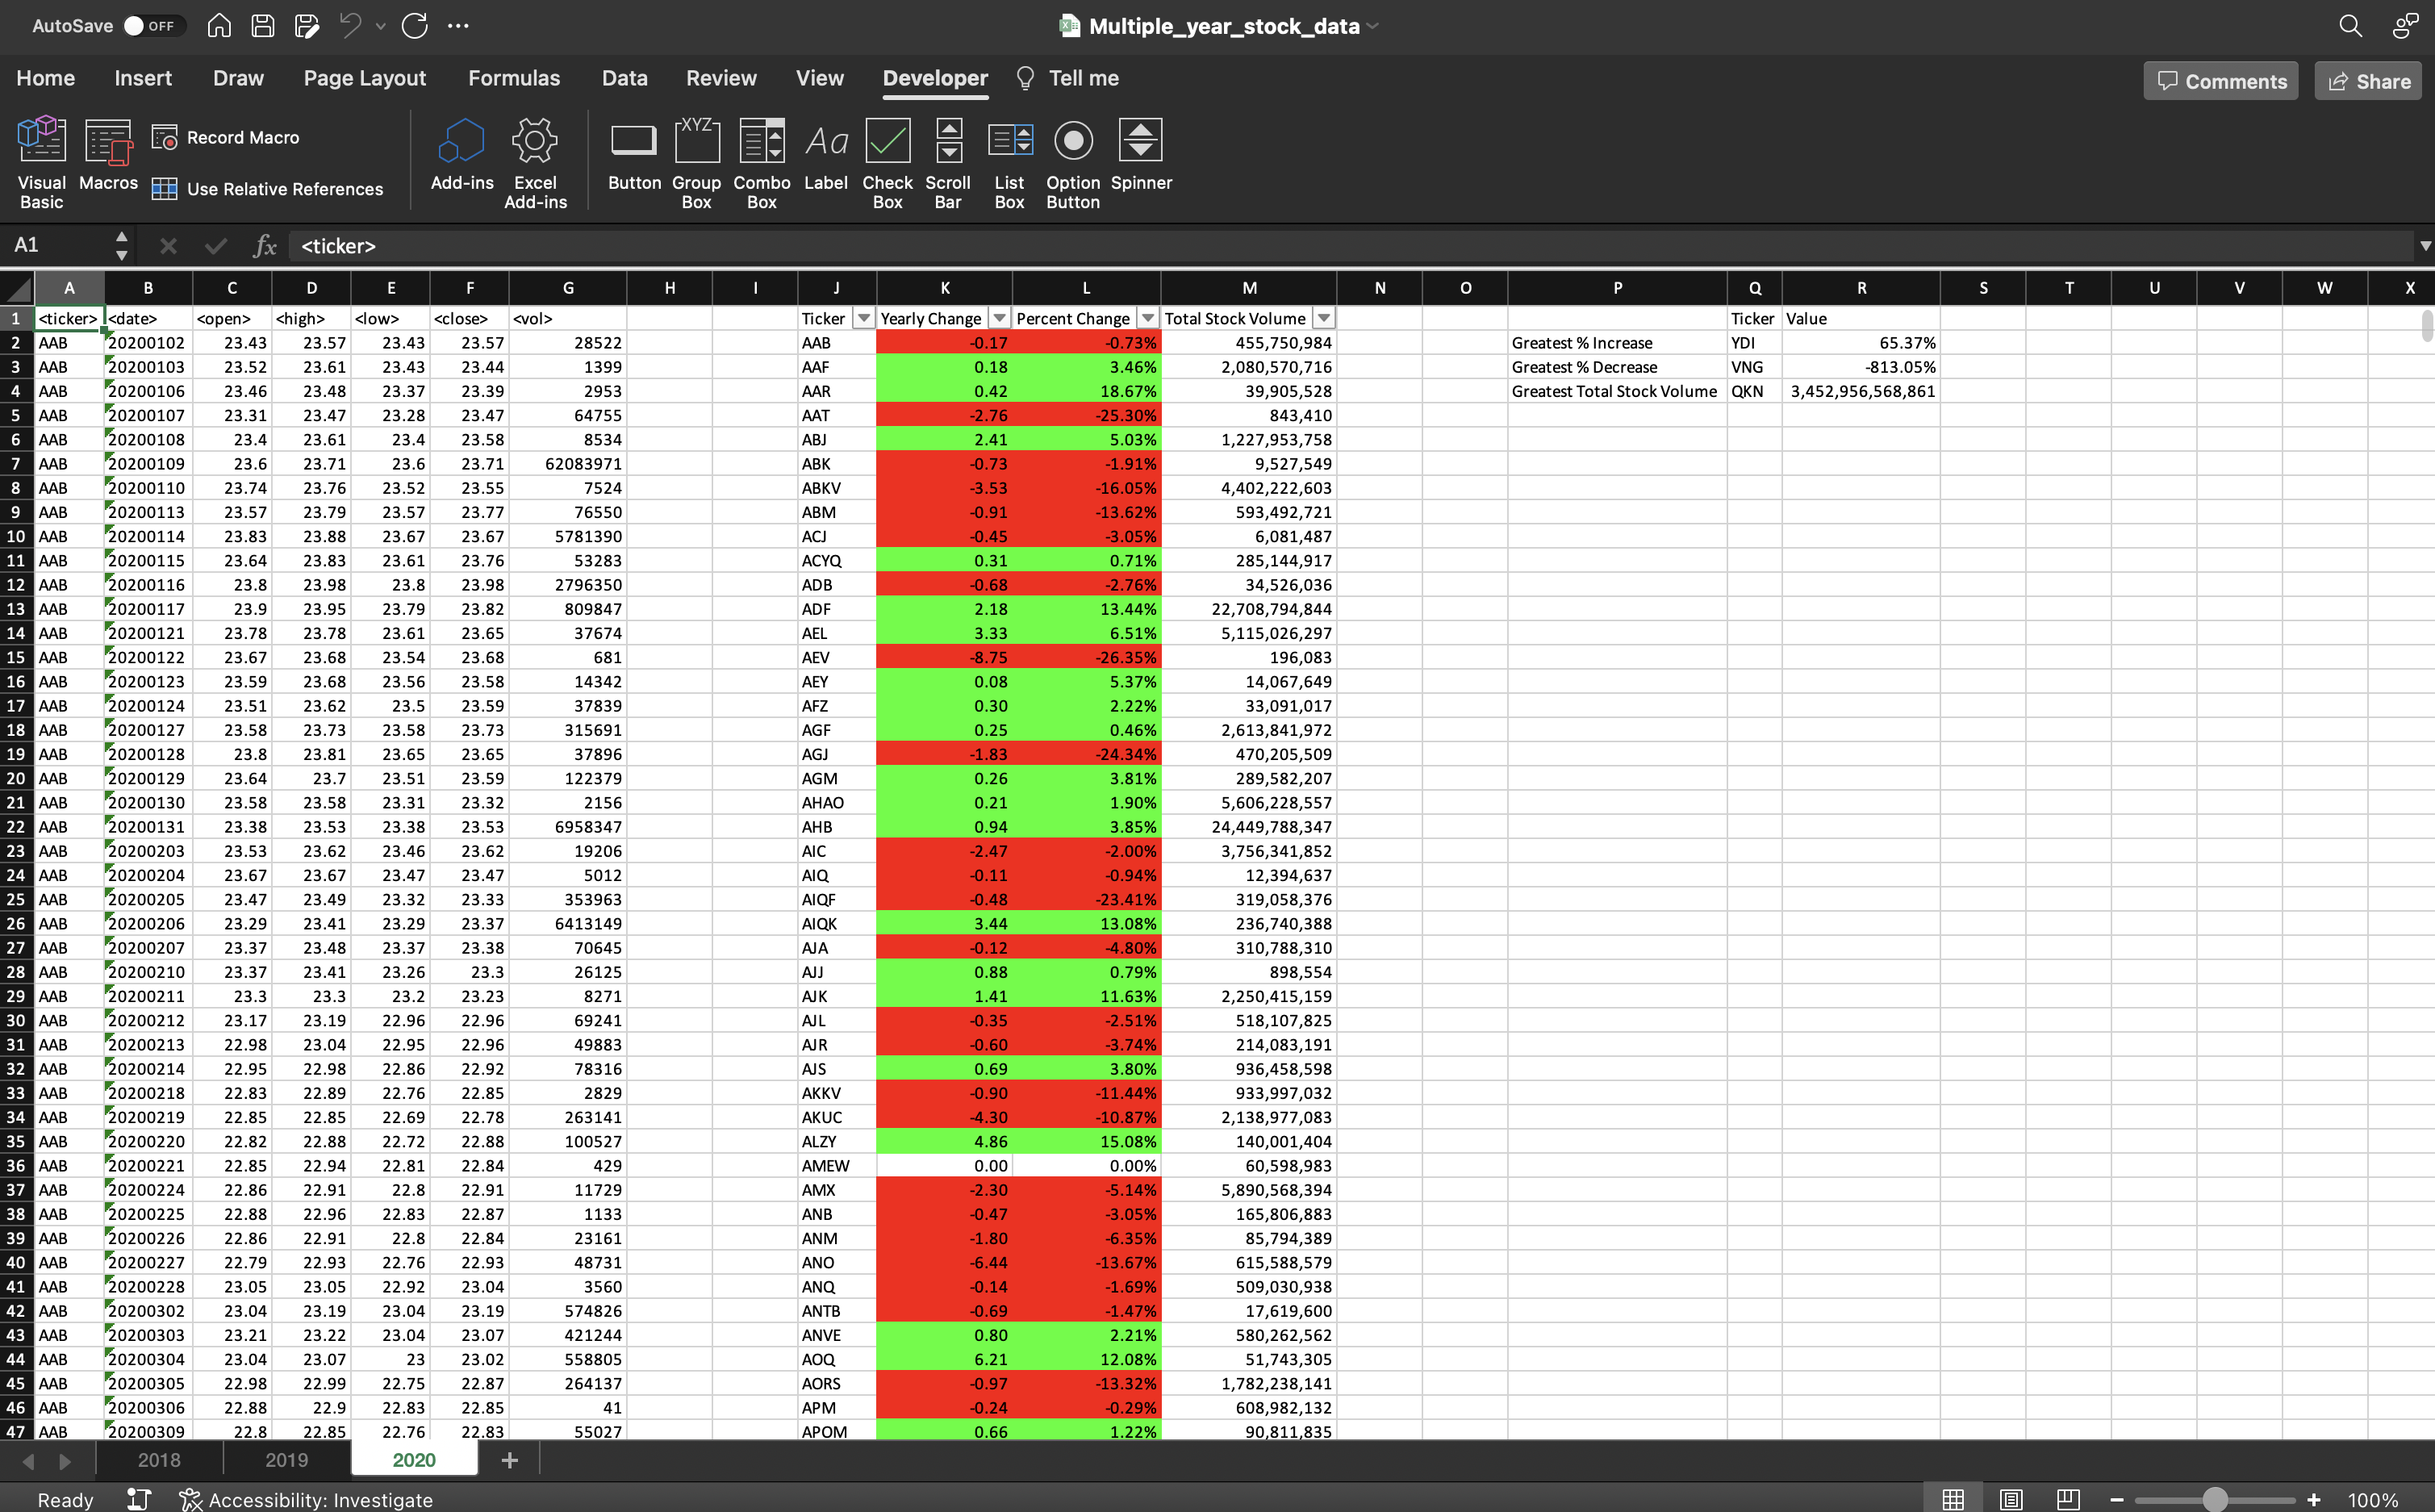 AutoSave OFF Multiple_year_stock_data
Home Insert Draw Page Layout Formulas Data Review View Developer Tell me Comments Share
Visual Basic Macros Record Macro Use Relative References Add-ins Excel Add-ins XYZ Button Group Box Combo Box Aa Label Check Box Scroll Bar List Box Option Button Spinner
A1 fx <ticker>
A B C D E F G H I J K L M N O P Q R S T U V W X
1 <ticker> <date> <open> <high> <low> <close> <vol> Ticker Yearly Change Percent Change Total Stock Volume Ticker Value
2 AAB 20200102 23.43 23.57 23.43 23.57 28522 AAB -0.17 -0.73% 455,750,984 Greatest % Increase YDI 65.37%
3 AAB 20200103 23.52 23.61 23.43 23.44 1399 AAF 0.18 3.46% 2,080,570,716 Greatest % Decrease VNG -813.05%
4 AAB 20200106 23.46 23.48 23.37 23.39 2953 AAR 0.42 18.67% 39,905,528 Greatest Total Stock Volume QKN 3,452,956,568,861
5 AAB 20200107 23.31 23.47 23.28 23.47 64755 AAT -2.76 -25.30% 843,410
6 AAB 20200108 23.4 23.61 23.4 23.58 8534 ABJ 2.41 5.03% 1,227,953,758
7 AAB 20200109 23.6 23.71 23.6 23.71 62083971 ABK -0.73 -1.91% 9,527,549
8 AAB 20200110 23.74 23.76 23.52 23.55 7524 ABKV -3.53 -16.05% 4,402,222,603
9 AAB 20200113 23.57 23.79 23.57 23.77 76550 ABM -0.91 -13.62% 593,492,721
10 AAB 20200114 23.83 23.88 23.67 23.67 5781390 ACJ -0.45 -3.05% 6,081,487
11 AAB 20200115 23.64 23.83 23.61 23.76 53283 ACYQ 0.31 0.71% 285,144,917
12 AAB 20200116 23.8 23.98 23.8 23.98 2796350 ADB -0.68 -2.76% 34,526,036
13 AAB 20200117 23.9 23.95 23.79 23.82 809847 ADF 2.18 13.44% 22,708,794,844
14 AAB 20200121 23.78 23.78 23.61 23.65 37674 AEL 3.33 6.51% 5,115,026,297
15 AAB 20200122 23.67 23.68 23.54 23.68 681 AEV -8.75 -26.35% 196,083
16 AAB 20200123 23.59 23.68 23.56 23.58 14342 AEY 0.08 5.37% 14,067,649
17 AAB 20200124 23.51 23.62 23.5 23.59 37839 AFZ 0.30 2.22% 33,091,017
18 AAB 20200127 23.58 23.73 23.58 23.73 315691 AGF 0.25 0.46% 2,613,841,972
19 AAB 20200128 23.8 23.81 23.65 23.65 37896 AGJ -1.83 -24.34% 470,205,509
20 AAB 20200129 23.64 23.7 23.51 23.59 122379 AGM 0.26 3.81% 289,582,207
21 AAB 20200130 23.58 23.58 23.31 23.32 2156 AHAO 0.21 1.90% 5,606,228,557
22 AAB 20200131 23.38 23.53 23.38 23.53 6958347 AHB 0.94 3.85% 24,449,788,347
23 AAB 20200203 23.53 23.62 23.46 23.62 19206 AIC -2.47 -2.00% 3,756,341,852
24 AAB 20200204 23.67 23.67 23.47 23.47 5012 AIQ -0.11 -0.94% 12,394,637
25 AAB 20200205 23.47 23.49 23.32 23.33 353963 AIQF -0.48 -23.41% 319,058,376
26 AAB 20200206 23.29 23.41 23.29 23.37 6413149 AIQK 3.44 13.08% 236,740,388
27 AAB 20200207 23.37 23.48 23.37 23.38 70645 AJA -0.12 -4.80% 310,788,310
28 AAB 20200210 23.37 23.41 23.26 23.3 26125 AJJ 0.88 0.79% 898,554
29 AAB 20200211 23.3 23.3 23.2 23.23 8271 AJK 1.41 11.63% 2,250,415,159
30 AAB 20200212 23.17 23.19 22.96 22.96 69241 AJL -0.35 -2.51% 518,107,825
31 AAB 20200213 22.98 23.04 22.95 22.96 49883 AJR -0.60 -3.74% 214,083,191
32 AAB 20200214 22.95 22.98 22.86 22.92 78316 AJS 0.69 3.80% 936,458,598
33 AAB 20200218 22.83 22.89 22.76 22.85 2829 AKKV -0.90 -11.44% 933,997,032
34 AAB 20200219 22.85 22.85 22.69 22.78 263141 AKUC -4.30 -10.87% 2,138,977,083
35 AAB 20200220 22.82 22.88 22.72 22.88 100527 ALZY 4.86 15.08% 140,001,404
36 AAB 20200221 22.85 22.94 22.81 22.84 429 AMEW 0.00 0.00% 60,598,983
37 AAB 20200224 22.86 22.91 22.8 22.91 11729 AMX -2.30 -5.14% 5,890,568,394
38 AAB 20200225 22.88 22.96 22.83 22.87 1133 ANB -0.47 -3.05% 165,806,883
39 AAB 20200226 22.86 22.91 22.8 22.84 23161 ANM -1.80 -6.35% 85,794,389
40 AAB 20200227 22.79 22.93 22.76 22.93 48731 ANO -6.44 -13.67% 615,588,579
41 AAB 20200228 23.05 23.05 22.92 23.04 3560 ANQ -0.14 -1.69% 509,030,938
42 AAB 20200302 23.04 23.19 23.04 23.19 574826 ANTB -0.69 -1.47% 17,619,600
43 AAB 20200303 23.21 23.22 23.04 23.07 421244 ANVE 0.80 2.21% 580,262,562
44 AAB 20200304 23.04 23.07 23 23.02 558805 AOQ 6.21 12.08% 51,743,305
45 AAB 20200305 22.98 22.99 22.75 22.87 264137 AORS -0.97 -13.32% 1,782,238,141
46 AAB 20200306 22.88 22.9 22.83 22.85 41 APM -0.24 -0.29% 608,982,132
47 AAB 20200309 22.8 22.85 22.76 22.83 55027 APOM 0.66 1.22% 90,811,835
2018 2019 2020 +
Ready Accessibility: Investigate 100%